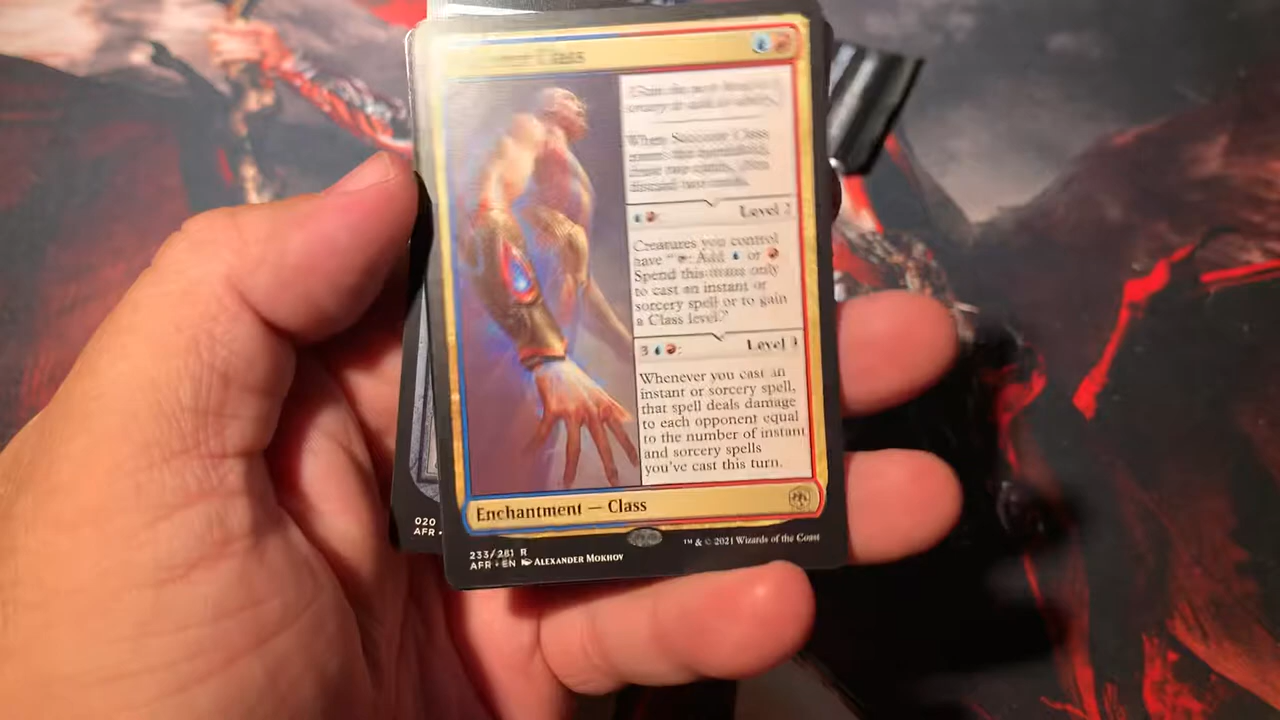 Class
When Sorcerer Class
Level 2
Creatures you control
have " : Add or
Spend this mana only
to cast an instant or
sorcery spell or to gain
a Class level."
3 : Level 3
Whenever you cast an
instant or sorcery spell,
that spell deals damage
to each opponent equal
to the number of instant
and sorcery spells
you've cast this turn.
Enchantment — Class
020
AFR •
233/281 R
AFR • EN ALEXANDER MOKHOV
™ & © 2021 Wizards of the Coast